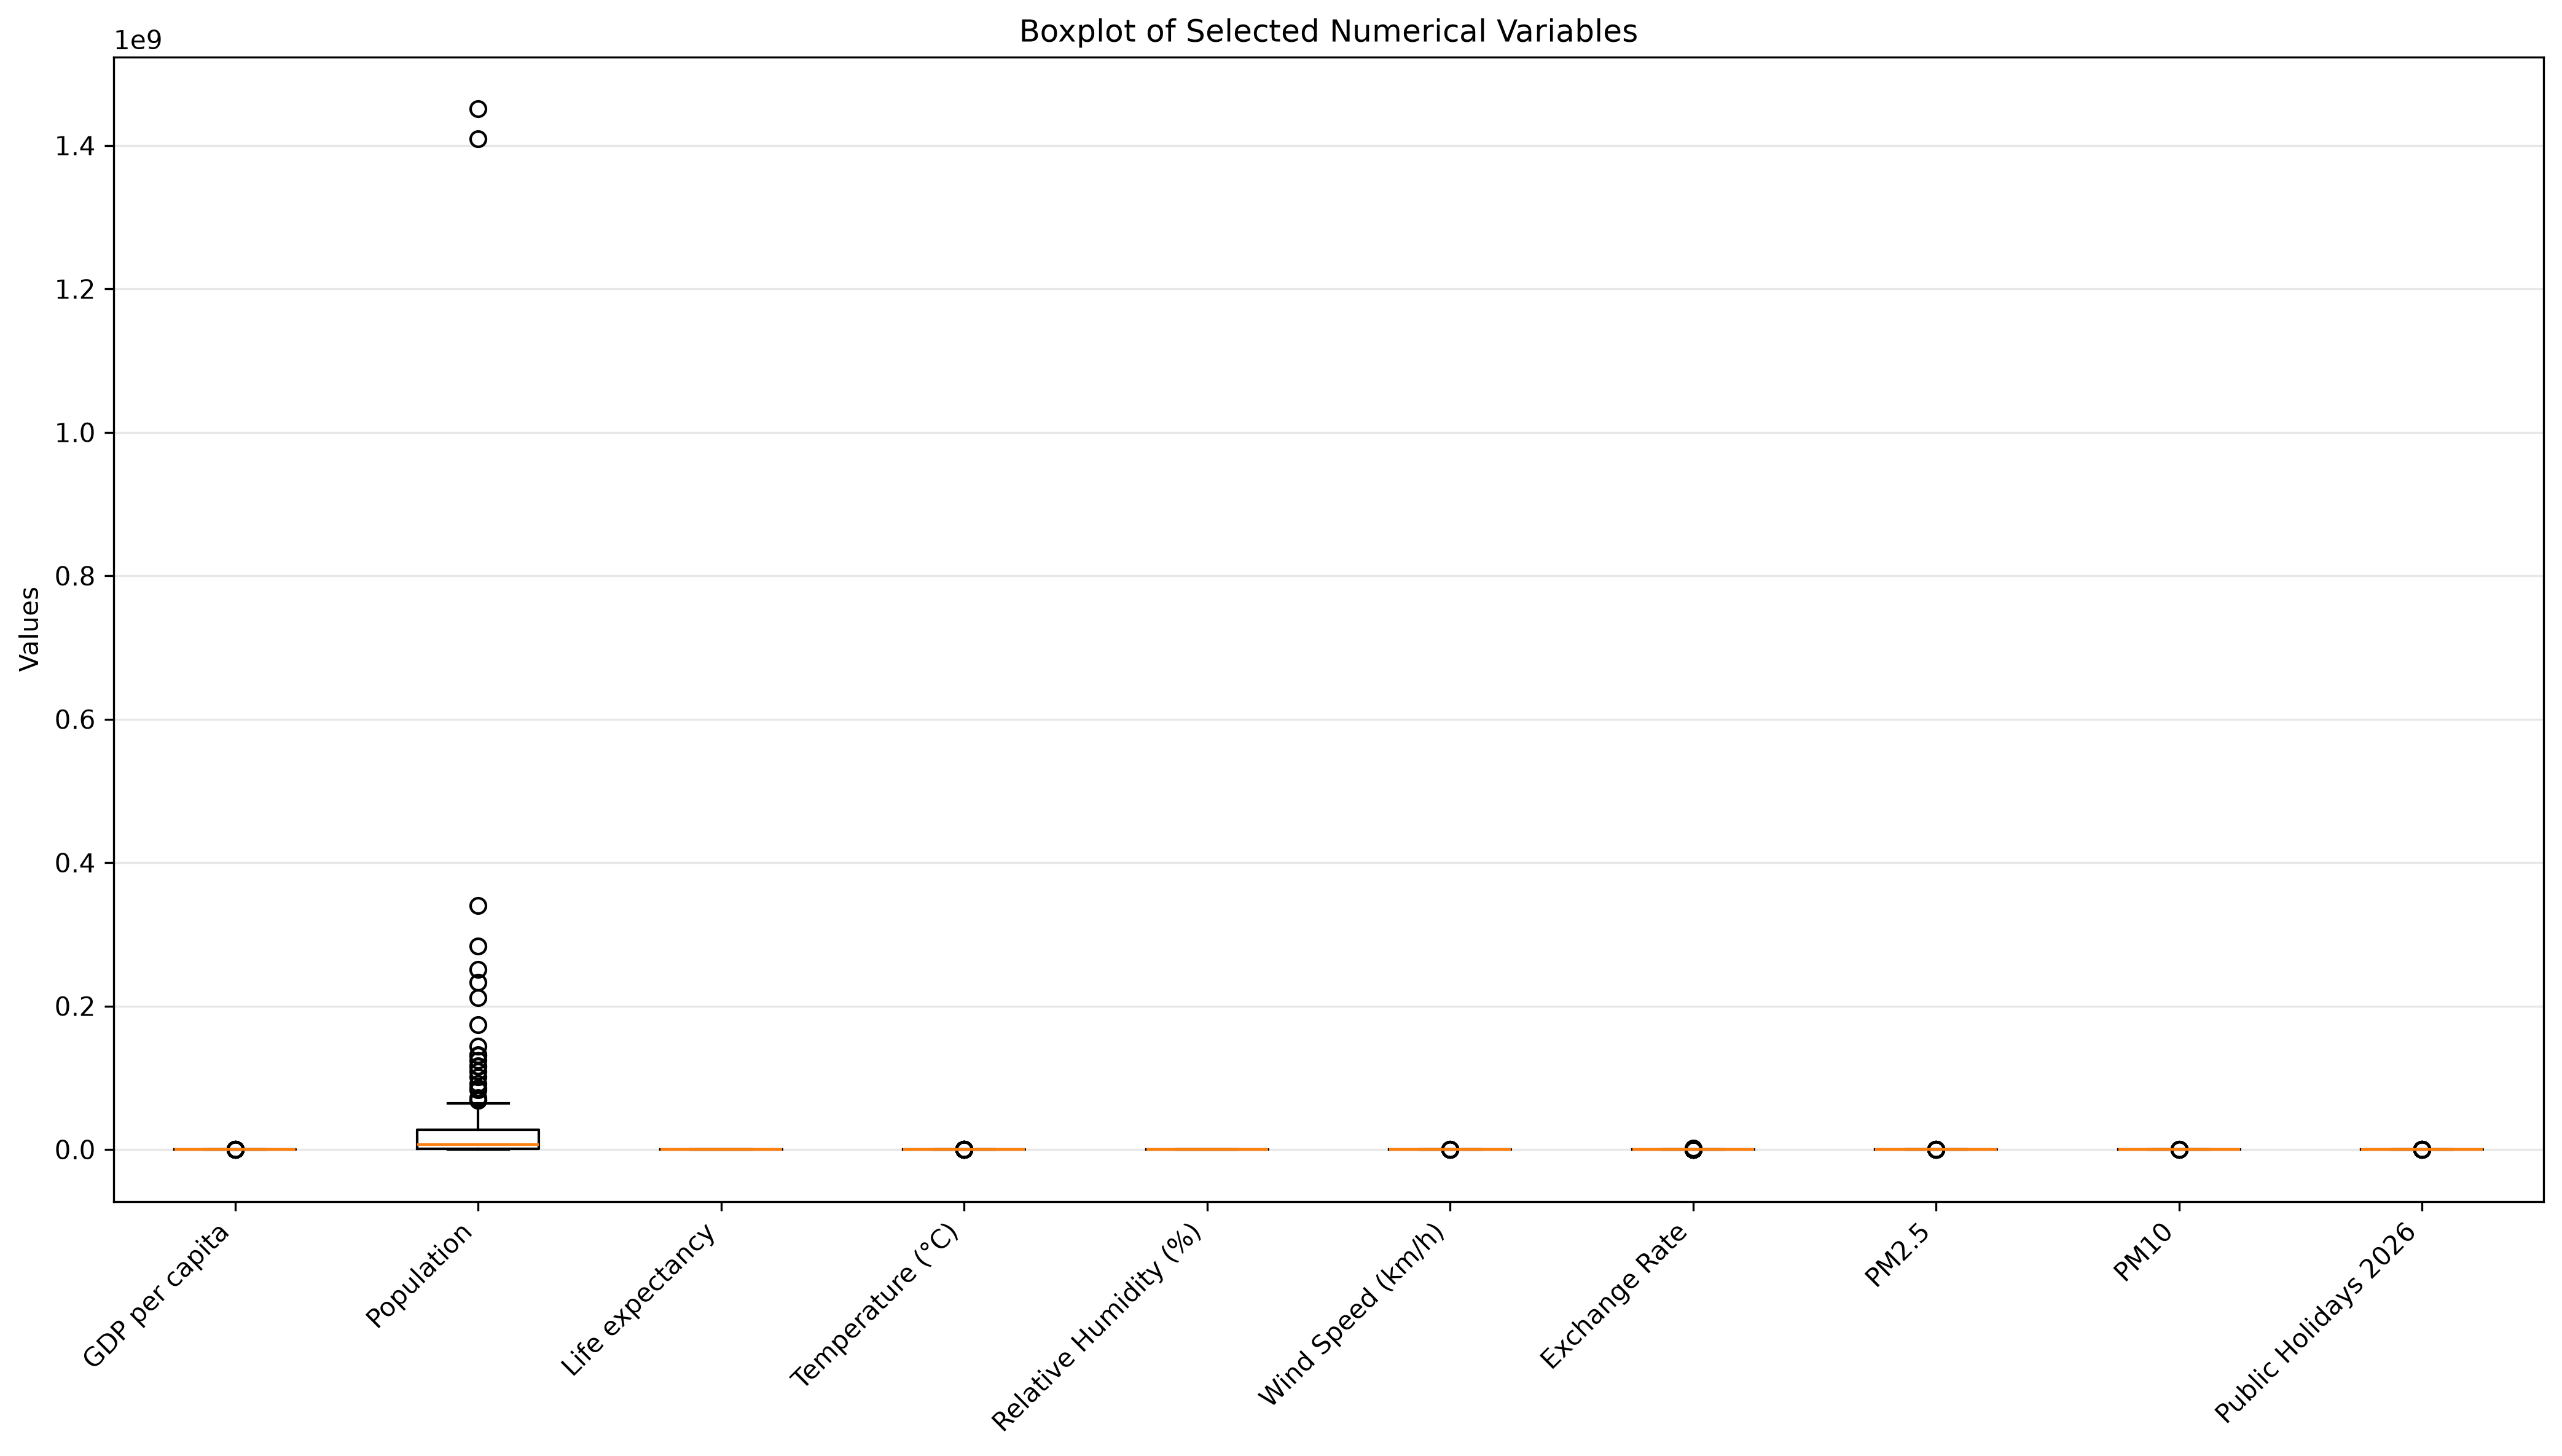 Boxplot of Selected Numerical Variables
1e9
1.4
1.2
1.0
0.8
0.6
0.4
0.2
0.0
Values
GDP per capita
Population
Life expectancy
Temperature (°C)
Relative Humidity (%)
Wind Speed (km/h)
Exchange Rate
PM2.5
PM10
Public Holidays 2026